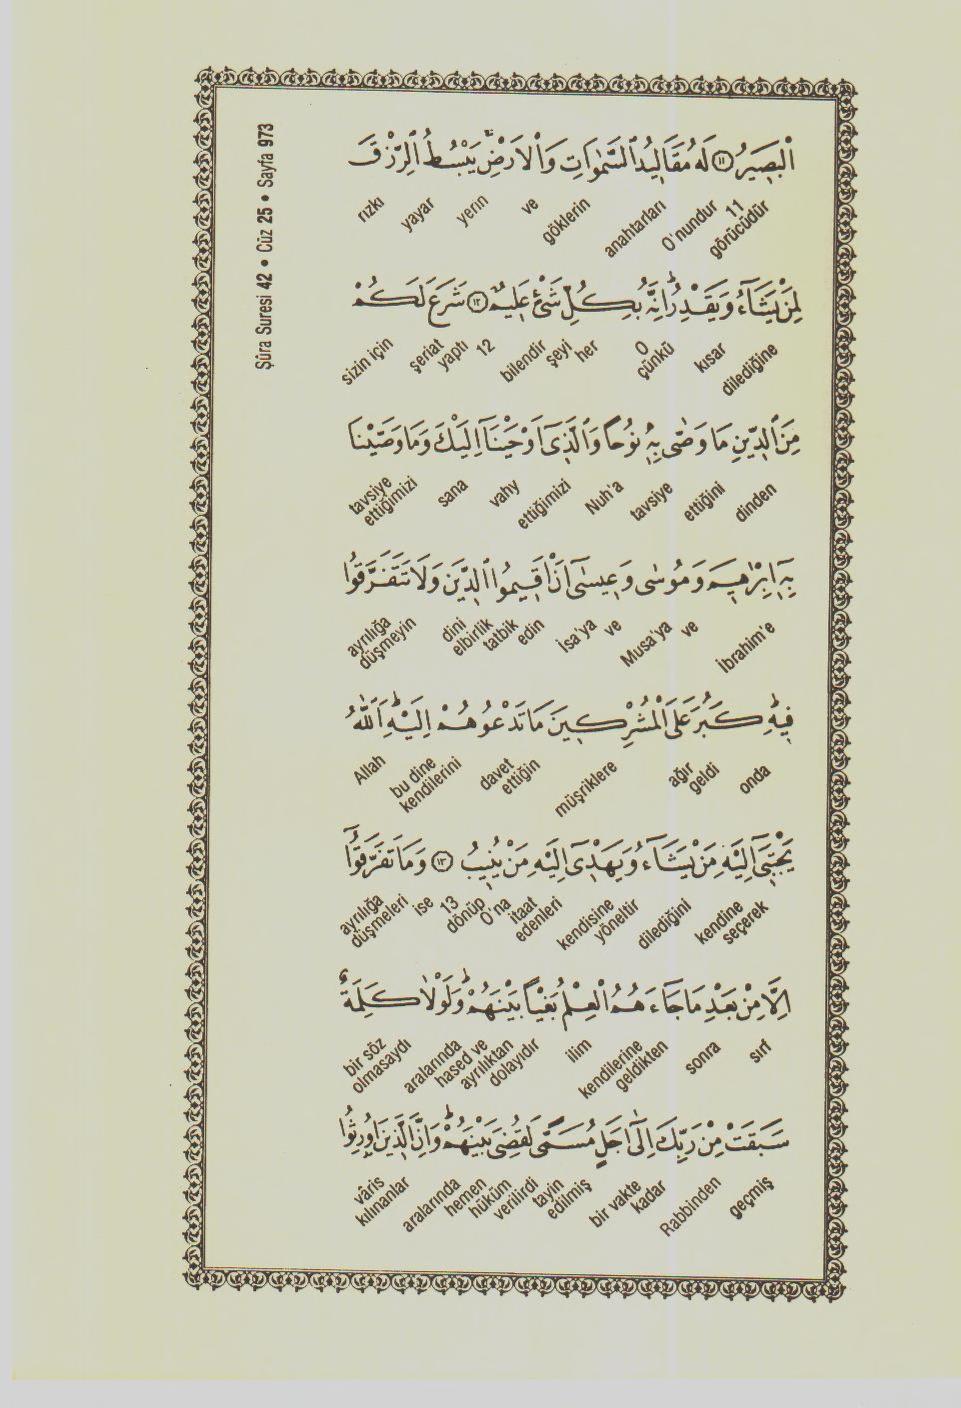 Şûra Suresi 42 • Cüz 25 • Sayfa 973
الْبَصِيرُ ﴿١١﴾ لَهُ مَقَالِيدُ السَّمٰوَاتِ وَالْاَرْضِ يَبْسُطُ الرِّزْقَ
görücüdür 11 O'nundur anahtarları göklerin ve yerin yayar rızkı
لِمَنْ يَشَٓاءُ وَيَقْدِرُ اِنَّهُ بِكُلِّ شَيْءٍ عَلِيمٌ ﴿١٢﴾ شَرَعَ لَكُمْ
dilediğine kısar çünkü O her şeyi bilendir 12 şeriat yaptı sizin için
مِنَ الدِّينِ مَا وَصّٰى بِهِ نُوحًا وَالَّذِٓي اَوْحَيْنَٓا اِلَيْكَ وَمَا وَصَّيْنَا
dinden ettiğini tavsiye Nuh'a ettiğimizi vahy sana tavsiye ettiğimizi
بِهِٓ اِبْرٰهِيمَ وَمُوسٰى وَعِيسٰٓى اَنْ اَقِيمُوا الدِّينَ وَلَا تَتَفَرَّقُوا
İbrahim'e ve Musa'ya ve İsa'ya edin tatbik elbirlik dini ayrılığa düşmeyin
فِيهِ كَبُرَ عَلَى الْمُشْرِكِينَ مَا تَدْعُوهُمْ اِلَيْهِ اَللّٰهُ
onda ağır geldi müşriklere davet ettiğin bu dine kendilerini Allah
يَجْتَبِٓي اِلَيْهِ مَنْ يَشَٓاءُ وَيَهْدِٓي اِلَيْهِ مَنْ يُنِيبُ ﴿١٣﴾ وَمَا تَفَرَّقُٓوا
kendine seçerek dilediğini kendisine yöneltir itaat edenleri dönüp O'na 13 ise ayrılığa düşmeleri
اِلَّا مِنْ بَعْدِ مَا جَٓاءَهُمُ الْعِلْمُ بَغْيًا بَيْنَهُمْ وَلَوْلَا كَلِمَةٌ
sırf sonra kendilerine geldikten ilim aralarında hased ve ayrılıktan dolayıdır bir söz olmasaydı
سَبَقَتْ مِنْ رَبِّكَ اِلٰٓى اَجَلٍ مُسَمًّى لَقُضِيَ بَيْنَهُمْ وَاِنَّ الَّذِينَ اُورِثُوا
geçmiş Rabbinden bir vakte kadar tayin edilmiş hemen hüküm verilirdi aralarında vâris kılınanlar